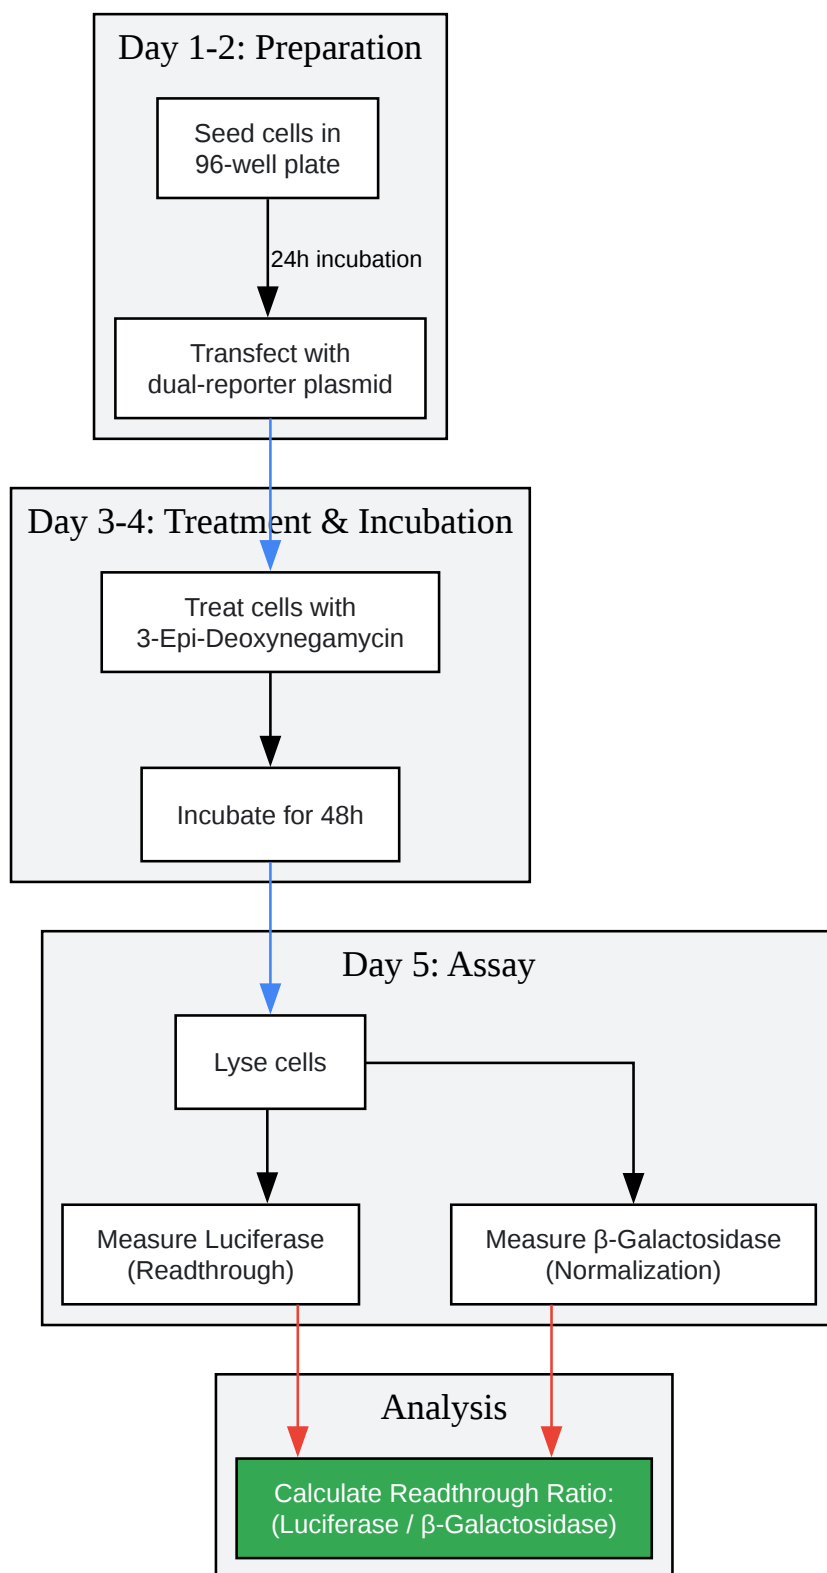 Day 1-2: Preparation
Seed cells in
96-well plate
24h incubation
Transfect with
dual-reporter plasmid
Day 3-4: Treatment & Incubation
Treat cells with
3-Epi-Deoxynegamycin
Incubate for 48h
Day 5: Assay
Lyse cells
Measure Luciferase
(Readthrough)
Measure β-Galactosidase
(Normalization)
Analysis
Calculate Readthrough Ratio:
(Luciferase / β-Galactosidase)